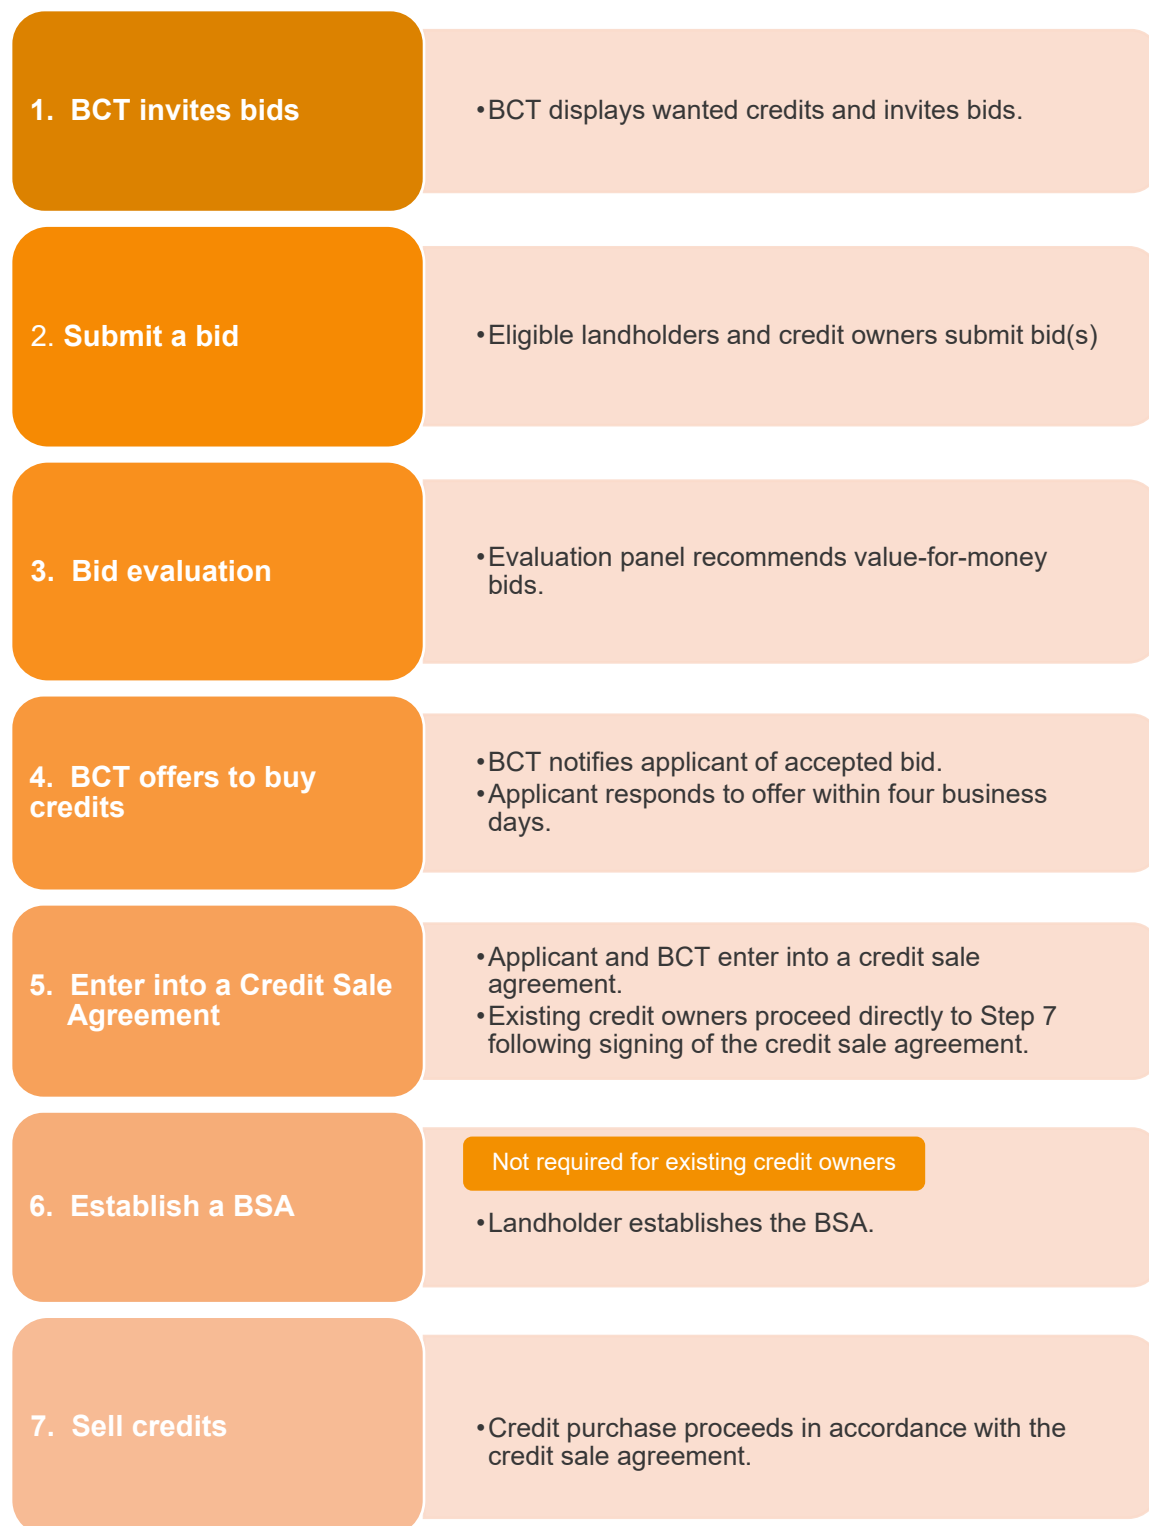 1. BCT invites bids
•BCT displays wanted credits and invites bids.
2. Submit a bid
•Eligible landholders and credit owners submit bid(s)
3. Bid evaluation
•Evaluation panel recommends value-for-money
bids.
4. BCT offers to buy
credits
•BCT notifies applicant of accepted bid.
•Applicant responds to offer within four business
days.
5. Enter into a Credit Sale
Agreement
•Applicant and BCT enter into a credit sale
agreement.
•Existing credit owners proceed directly to Step 7
following signing of the credit sale agreement.
6. Establish a BSA
Not required for existing credit owners
•Landholder establishes the BSA.
7. Sell credits
•Credit purchase proceeds in accordance with the
credit sale agreement.